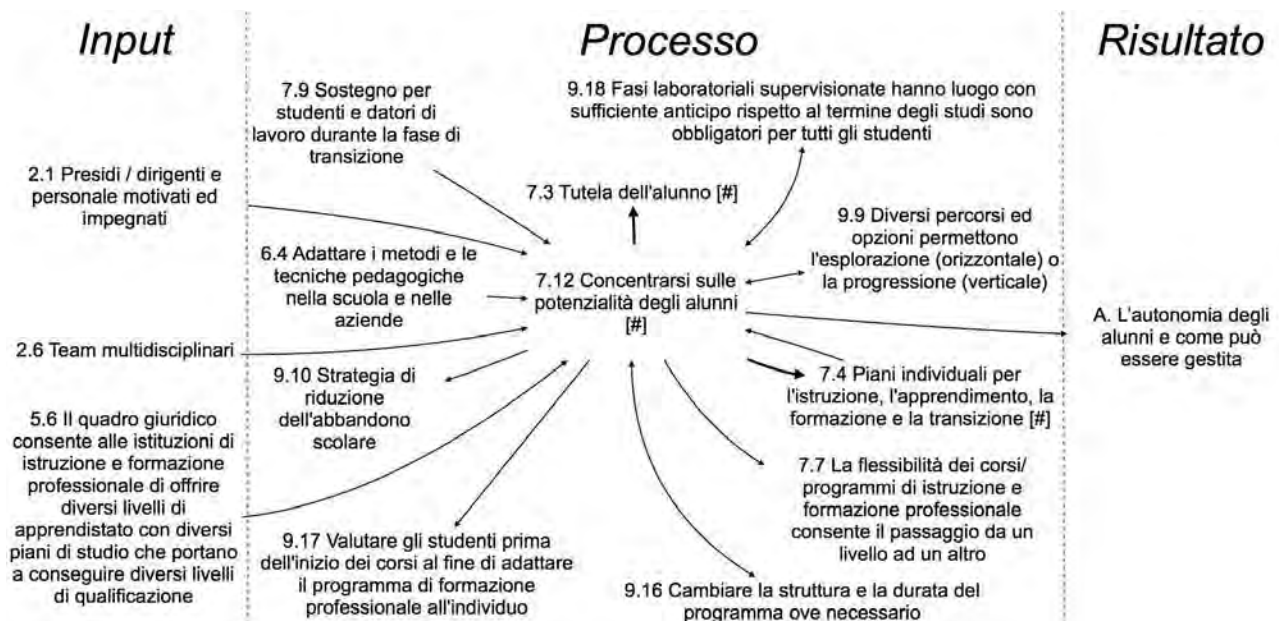 Input
Processo
Risultato
7.9 Sostegno per
studenti e datori di
lavoro durante la fase di
transizione
9.18 Fasi laboratoriali supervisionate hanno luogo con
sufficiente anticipo rispetto al termine degli studi sono
obbligatori per tutti gli studenti
2.1 Presidi / dirigenti e
personale motivati ed
impegnati
7.3 Tutela dell'alunno [#]
9.9 Diversi percorsi ed
opzioni permettono
l'esplorazione (orizzontale) o
la progressione (verticale)
6.4 Adattare i metodi e le
tecniche pedagogiche
nella scuola e nelle
aziende
7.12 Concentrarsi sulle
potenzialità degli alunni
[#]
A. L'autonomia degli
alunni e come può
essere gestita
2.6 Team multidisciplinari
9.10 Strategia di
riduzione
dell'abbandono
scolare
7.4 Piani individuali per
l'istruzione, l'apprendimento, la
formazione e la transizione [#]
5.6 Il quadro giuridico
consente alle istituzioni di
istruzione e formazione
professionale di offrire
diversi livelli di
apprendistato con diversi
piani di studio che portano
a conseguire diversi livelli
di qualificazione
7.7 La flessibilità dei corsi/
programmi di istruzione e
formazione professionale
consente il passaggio da un
livello ad un altro
9.17 Valutare gli studenti prima
dell'inizio dei corsi al fine di adattare
il programma di formazione
professionale all'individuo
9.16 Cambiare la struttura e la durata del
programma ove necessario